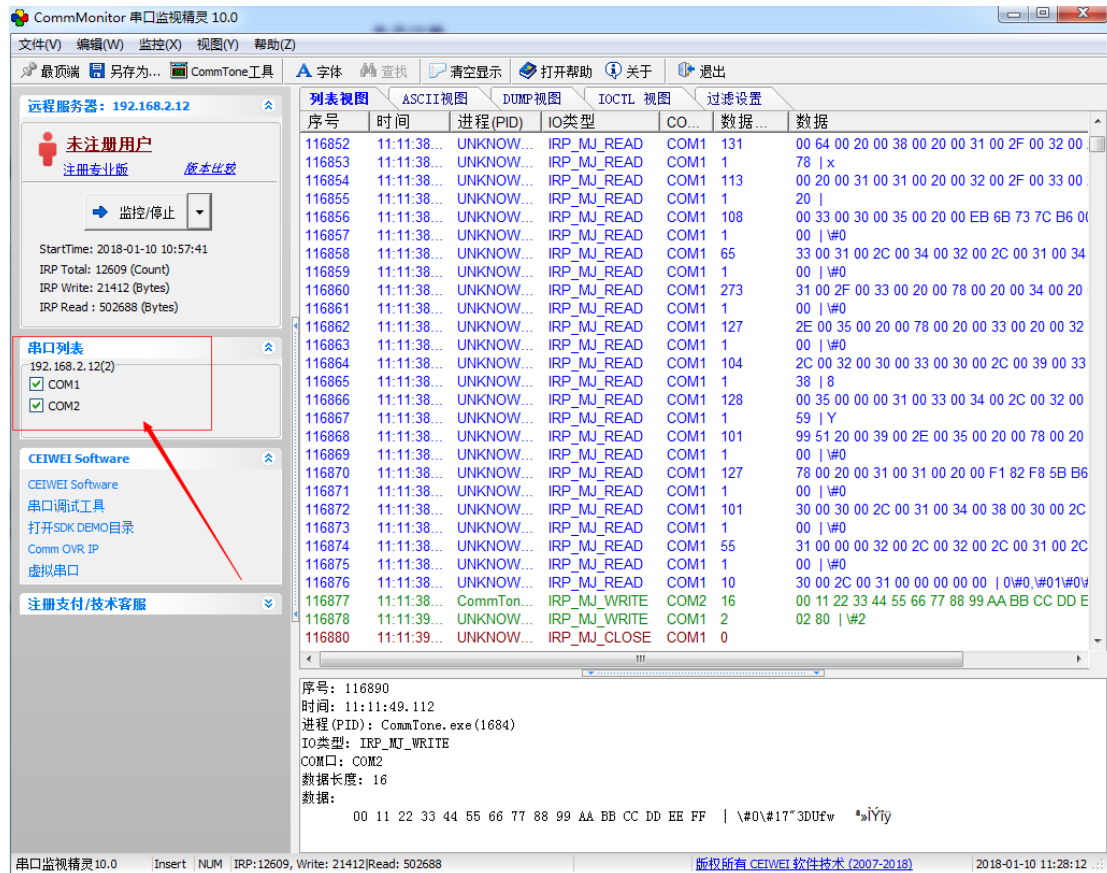 CommMonitor 串口监视精灵 10.0
文件(V) 编辑(W) 监控(X) 视图(Y) 帮助(Z)
最顶端 另存为... CommTone工具 A 字体 查找 清空显示 打开帮助 关于 退出
远程服务器：192.168.2.12
未注册用户
注册专业版 版本比较
监控/停止
StartTime: 2018-01-10 10:57:41
IRP Total: 12609 (Count)
IRP Write: 21412 (Bytes)
IRP Read : 502688 (Bytes)
串口列表
192.168.2.12(2)
COM1
COM2
CEIWEI Software
CEIWEI Software
串口调试工具
打开SDK DEMO目录
Comm OVR IP
虚拟串口
注册支付/技术客服
列表视图 ASCII视图 DUMP视图 IOCTL 视图 过滤设置
序号 时间 进程(PID) IO类型 CO... 数据... 数据
116852 11:11:38... UNKNOW... IRP_MJ_READ COM1 131 00 64 00 20 00 38 00 20 00 31 00 2F 00 32 00
116853 11:11:38... UNKNOW... IRP_MJ_READ COM1 1 78 | x
116854 11:11:38... UNKNOW... IRP_MJ_READ COM1 113 00 20 00 31 00 31 00 20 00 32 00 2F 00 33 00
116855 11:11:38... UNKNOW... IRP_MJ_READ COM1 1 20 |
116856 11:11:38... UNKNOW... IRP_MJ_READ COM1 108 00 33 00 30 00 35 00 20 00 EB 6B 73 7C B6 00
116857 11:11:38... UNKNOW... IRP_MJ_READ COM1 1 00 | \#0
116858 11:11:38... UNKNOW... IRP_MJ_READ COM1 65 33 00 31 00 2C 00 34 00 32 00 2C 00 31 00 34
116859 11:11:38... UNKNOW... IRP_MJ_READ COM1 1 00 | \#0
116860 11:11:38... UNKNOW... IRP_MJ_READ COM1 273 31 00 2F 00 33 00 20 00 78 00 20 00 34 00 20
116861 11:11:38... UNKNOW... IRP_MJ_READ COM1 1 00 | \#0
116862 11:11:38... UNKNOW... IRP_MJ_READ COM1 127 2E 00 35 00 20 00 78 00 20 00 33 00 20 00 32
116863 11:11:38... UNKNOW... IRP_MJ_READ COM1 1 00 | \#0
116864 11:11:38... UNKNOW... IRP_MJ_READ COM1 104 2C 00 32 00 30 00 33 00 30 00 2C 00 39 00 33
116865 11:11:38... UNKNOW... IRP_MJ_READ COM1 1 38 | 8
116866 11:11:38... UNKNOW... IRP_MJ_READ COM1 128 00 35 00 00 00 31 00 33 00 34 00 2C 00 32 00
116867 11:11:38... UNKNOW... IRP_MJ_READ COM1 1 59 | Y
116868 11:11:38... UNKNOW... IRP_MJ_READ COM1 101 99 51 20 00 39 00 2E 00 35 00 20 00 78 00 20
116869 11:11:38... UNKNOW... IRP_MJ_READ COM1 1 00 | \#0
116870 11:11:38... UNKNOW... IRP_MJ_READ COM1 127 78 00 20 00 31 00 31 00 20 00 F1 82 F8 5B B6
116871 11:11:38... UNKNOW... IRP_MJ_READ COM1 1 00 | \#0
116872 11:11:38... UNKNOW... IRP_MJ_READ COM1 101 30 00 30 00 2C 00 31 00 34 00 38 00 30 00 2C
116873 11:11:38... UNKNOW... IRP_MJ_READ COM1 1 00 | \#0
116874 11:11:38... UNKNOW... IRP_MJ_READ COM1 55 31 00 00 00 32 00 2C 00 32 00 2C 00 31 00 2C
116875 11:11:38... UNKNOW... IRP_MJ_READ COM1 1 00 | \#0
116876 11:11:38... UNKNOW... IRP_MJ_READ COM1 10 30 00 2C 00 31 00 00 00 00 00 | 0\#0,\#01\#0\#
116877 11:11:38... CommTon... IRP_MJ_WRITE COM2 16 00 11 22 33 44 55 66 77 88 99 AA BB CC DD E
116878 11:11:39... UNKNOW... IRP_MJ_WRITE COM1 2 02 80 | \#2
116880 11:11:39... UNKNOW... IRP_MJ_CLOSE COM1 0
序号: 116890
时间: 11:11:49.112
进程(PID): CommTone.exe(1684)
IO类型: IRP_MJ_WRITE
COM口: COM2
数据长度: 16
数据:
00 11 22 33 44 55 66 77 88 99 AA BB CC DD EE FF | \#0\#17"3DUfw ª»ÌÝîÿ
串口监视精灵10.0 Insert NUM IRP:12609, Write: 21412|Read: 502688 版权所有 CEIWEI 软件技术 (2007-2018) 2018-01-10 11:28:12